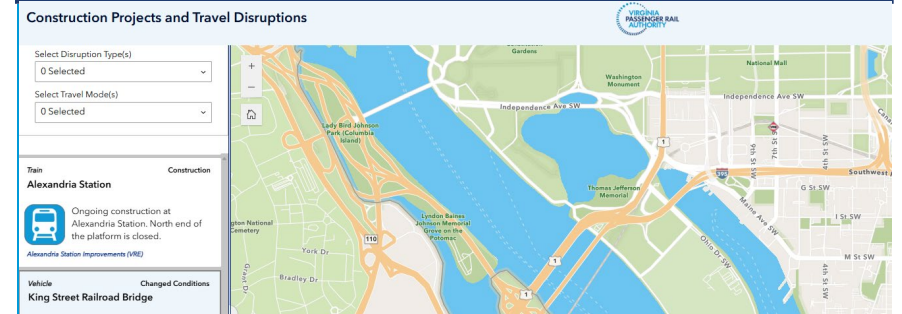 Construction Projects and Travel Disruptions
VIRGINIA
PASSENGER RAIL
AUTHORITY
Select Disruption Type(s)
0 Selected
Select Travel Mode(s)
0 Selected
Train
Construction
Alexandria Station
Ongoing construction at
Alexandria Station. North end of
the platform is closed.
Alexandria Station Improvements (VRE)
Vehicle
Changed Conditions
King Street Railroad Bridge
+
−
Gardens
National Mall
Washington
Monument
Independence Ave SW
Independence Ave SW
Lady Bird Johnson
Park (Columbia
Island)
1
9th St SW
7th St S
4th St SW
395
Southwest
G St SW
Thomas Jefferson
Memorial
Maine Ave SW
I St SW
Lyndon Baines
Johnson Memorial
Grove on the
Potomac
gton National
Cemetery
110
York Dr
Ohio Dr SW
M St SW
1
Grant Dr
Bradley Dr
4th St SW
1